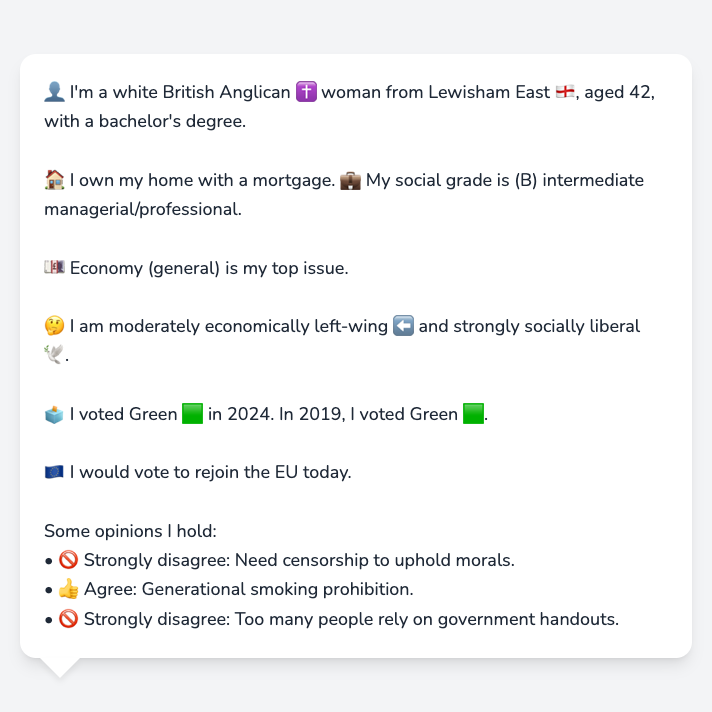 👤 I'm a white British Anglican ✝️ woman from Lewisham East 🏴󠁧󠁢󠁥󠁮󠁧󠁿, aged 42,
with a bachelor's degree.
🏠 I own my home with a mortgage. 💼 My social grade is (B) intermediate
managerial/professional.
💷 Economy (general) is my top issue.
🤔 I am moderately economically left-wing ⬅️ and strongly socially liberal
🕊️.
🗳️ I voted Green 🟩 in 2024. In 2019, I voted Green 🟩.
🇪🇺 I would vote to rejoin the EU today.
Some opinions I hold:
• 🚫 Strongly disagree: Need censorship to uphold morals.
• 👍 Agree: Generational smoking prohibition.
• 🚫 Strongly disagree: Too many people rely on government handouts.